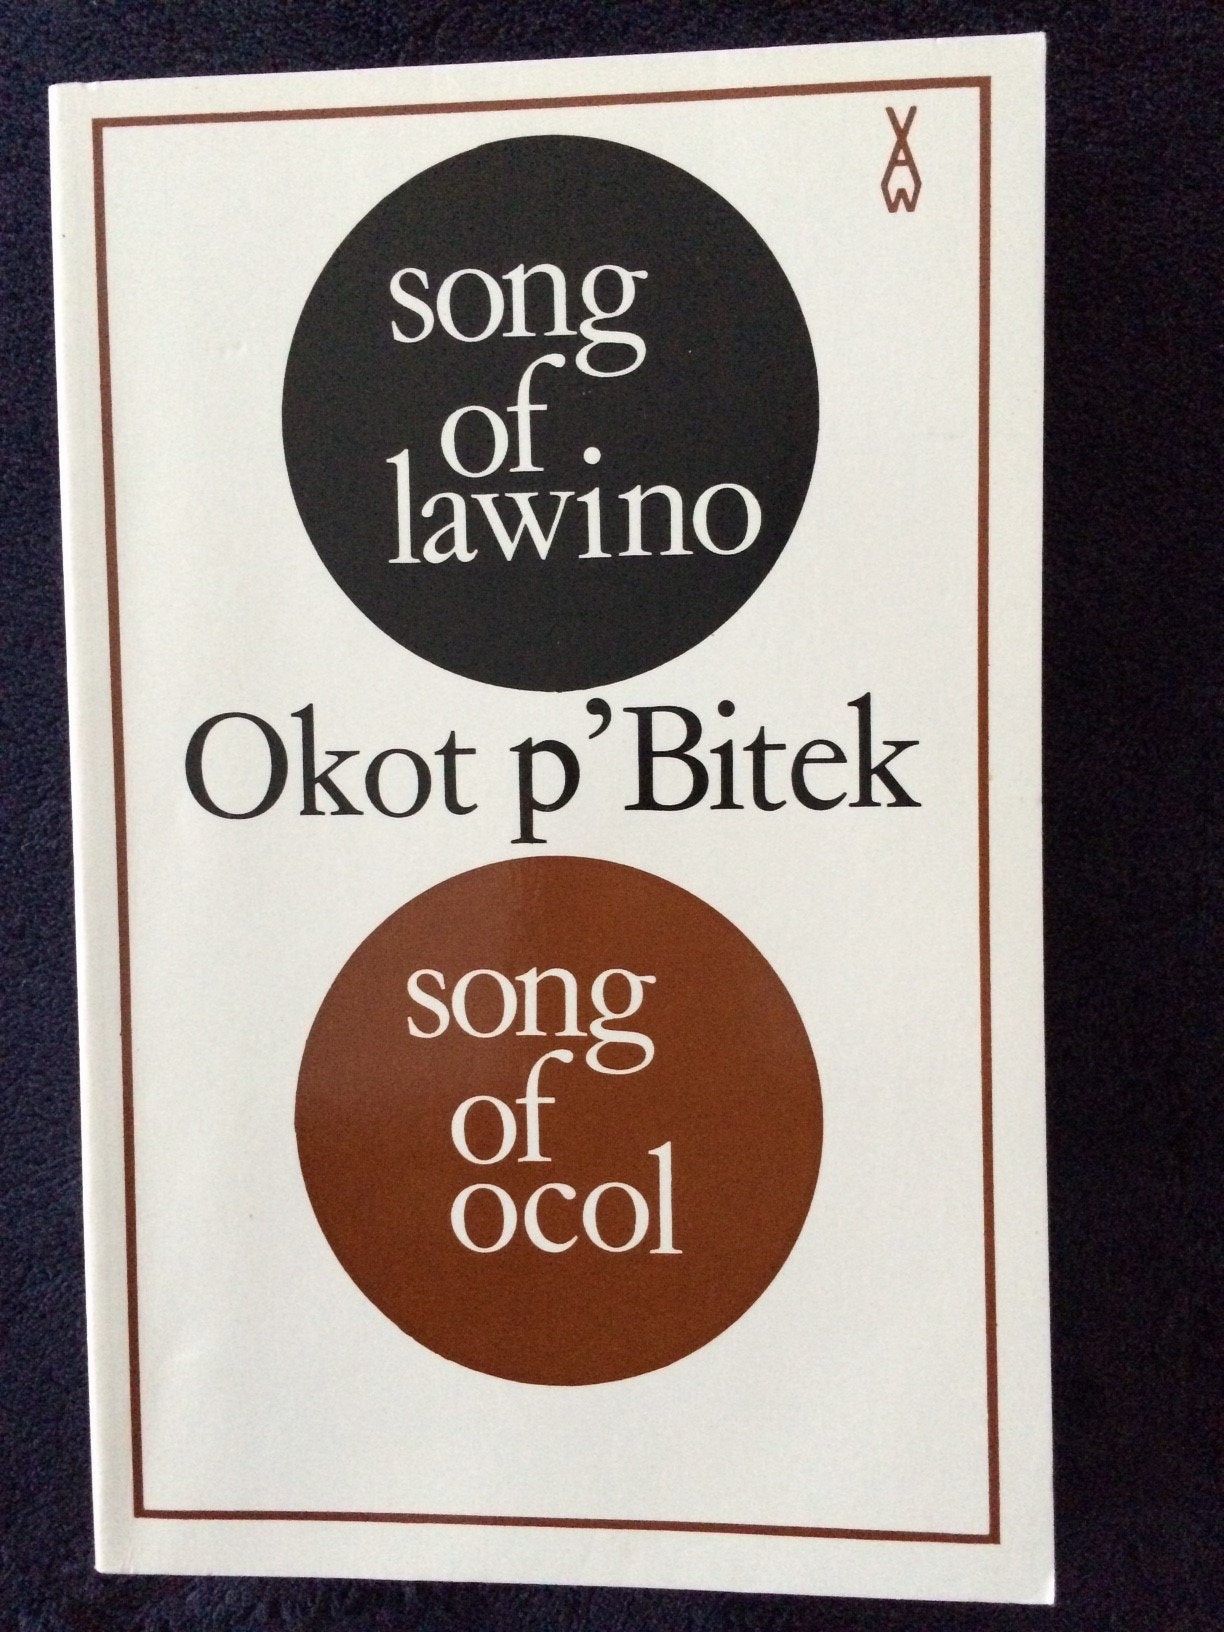 song
of
lawino
Okot p'Bitek
song
of
ocol